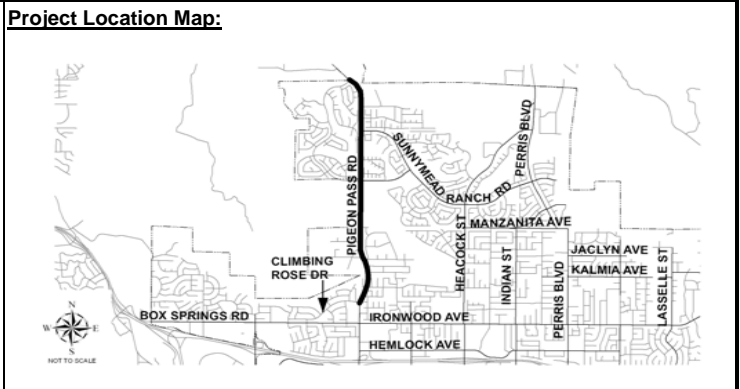 Project Location Map:
SUNNYMEAD
RANCH RD
PERRIS BLVD
PIGEON PASS RD
MANZANITA AVE
HEACOCK ST
INDIAN ST
PERRIS BLVD
JACLYN AVE
KALMIA AVE
LASSELLE ST
CLIMBING
ROSE DR
BOX SPRINGS RD
IRONWOOD AVE
HEMLOCK AVE
N
W
E
S
NOT TO SCALE